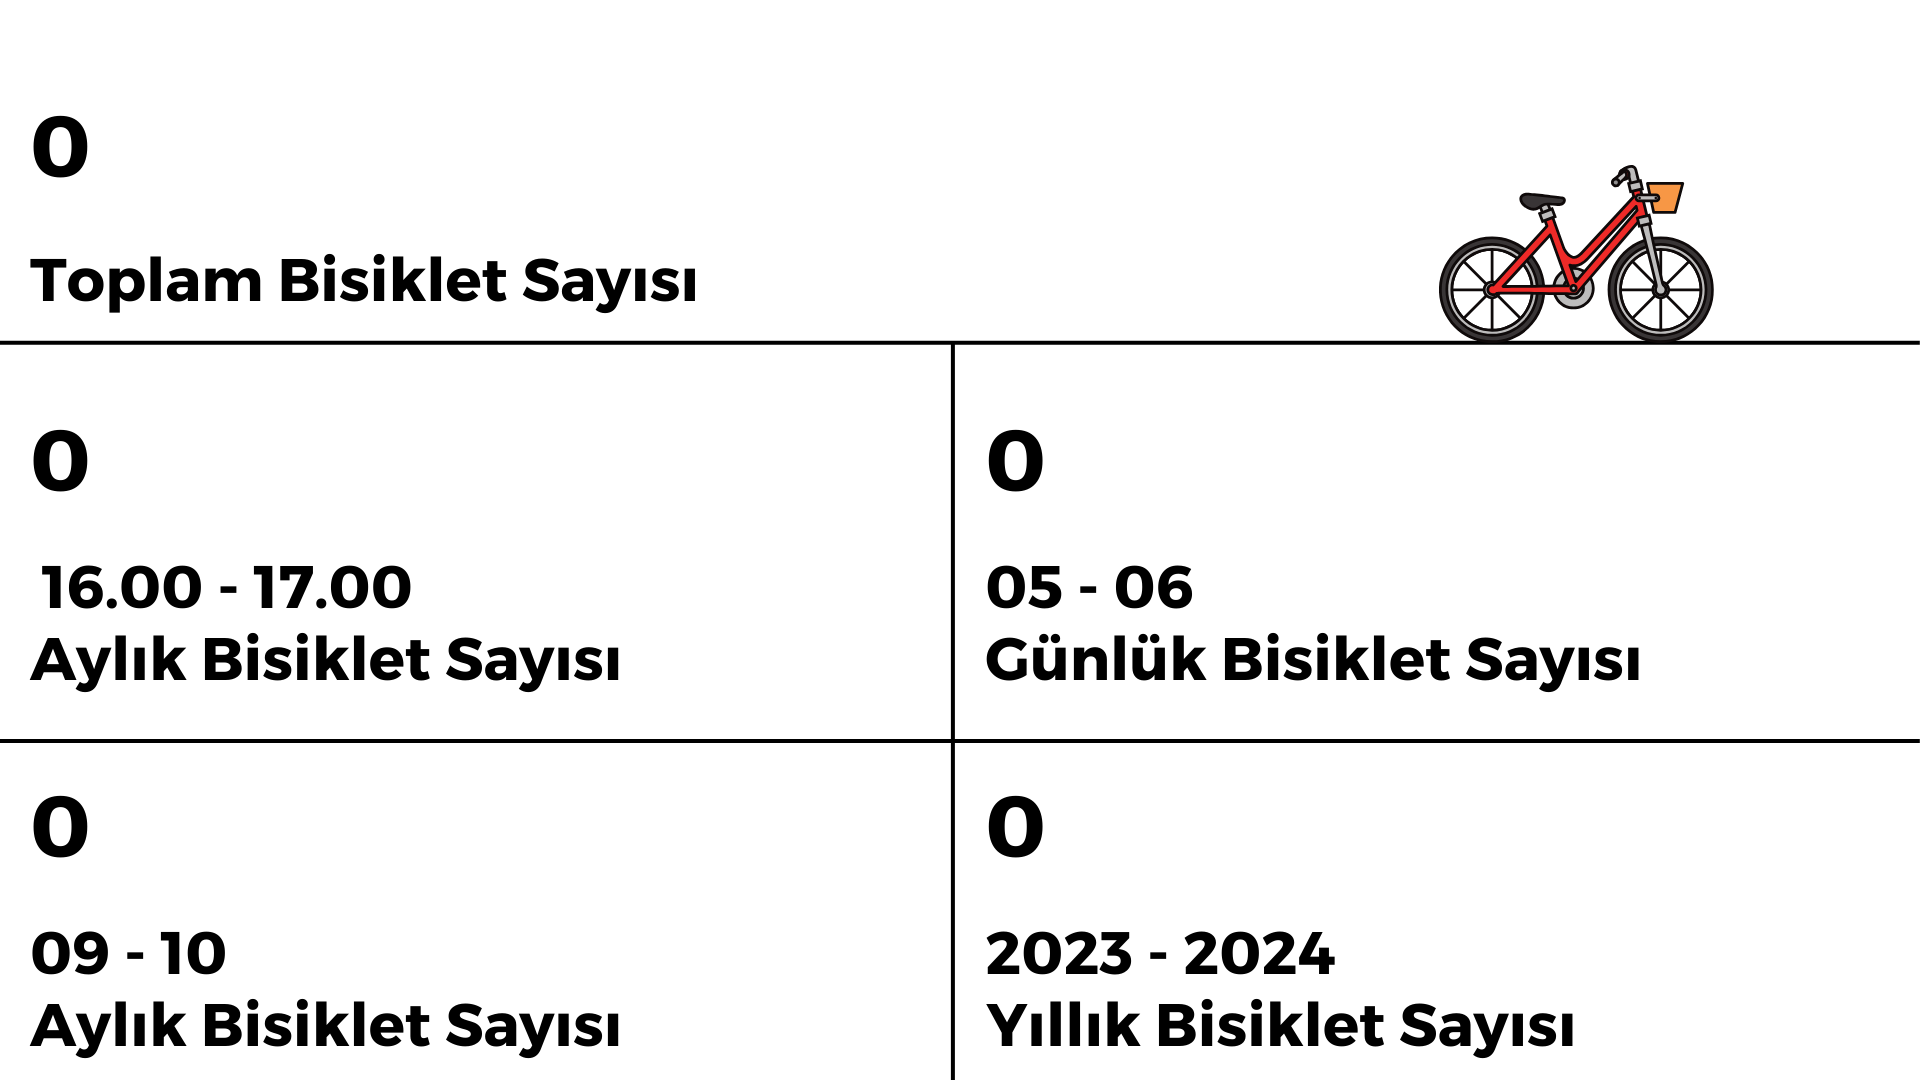 0
Toplam Bisiklet Sayısı
0
16.00 - 17.00
Aylık Bisiklet Sayısı
0
05 - 06
Günlük Bisiklet Sayısı
0
09 - 10
Aylık Bisiklet Sayısı
0
2023 - 2024
Yıllık Bisiklet Sayısı